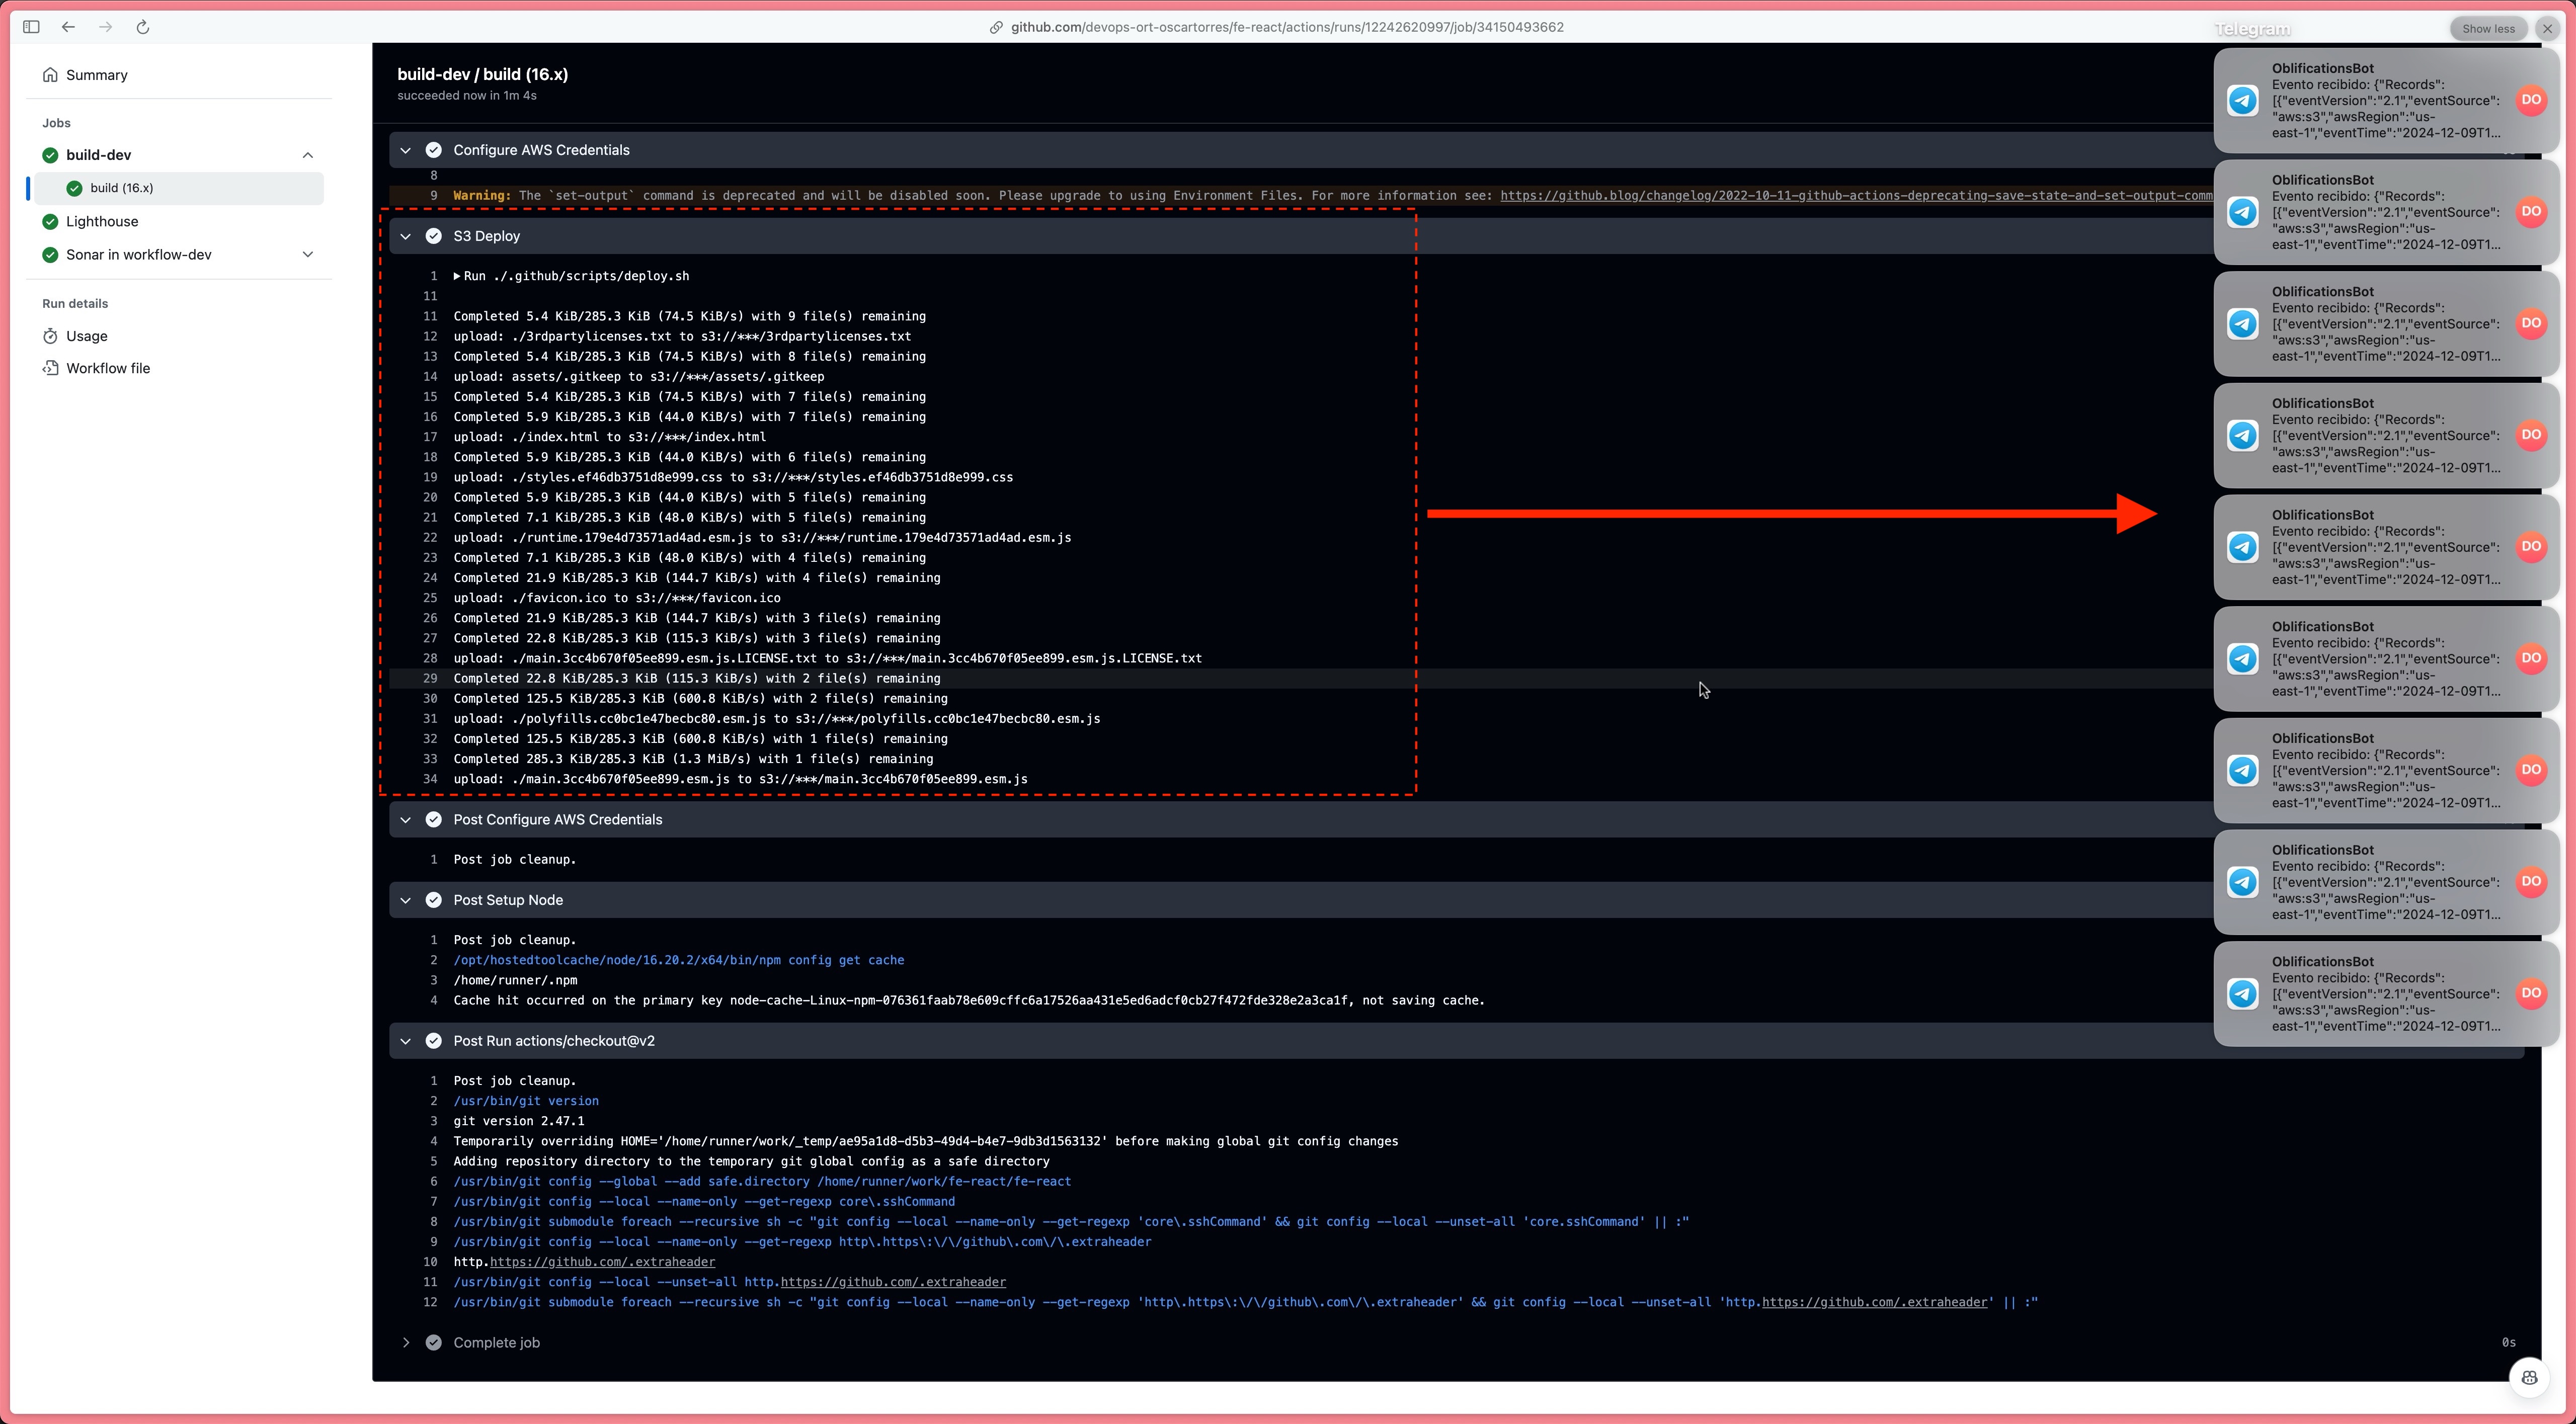 github.com/devops-ort-oscartorres/fe-react/actions/runs/12242620997/job/34150493662
Telegram
Show less
Summary
Jobs
build-dev
build (16.x)
Lighthouse
Sonar in workflow-dev
Run details
Usage
Workflow file
build-dev / build (16.x)
succeeded now in 1m 4s
Configure AWS Credentials
8
9 Warning: The `set-output` command is deprecated and will be disabled soon. Please upgrade to using Environment Files. For more information see: https://github.blog/changelog/2022-10-11-github-actions-deprecating-save-state-and-set-output-comm
S3 Deploy
1 Run ./.github/scripts/deploy.sh
11
11 Completed 5.4 KiB/285.3 KiB (74.5 KiB/s) with 9 file(s) remaining
12 upload: ./3rdpartylicenses.txt to s3://***/3rdpartylicenses.txt
13 Completed 5.4 KiB/285.3 KiB (74.5 KiB/s) with 8 file(s) remaining
14 upload: assets/.gitkeep to s3://***/assets/.gitkeep
15 Completed 5.4 KiB/285.3 KiB (74.5 KiB/s) with 7 file(s) remaining
16 Completed 5.9 KiB/285.3 KiB (44.0 KiB/s) with 7 file(s) remaining
17 upload: ./index.html to s3://***/index.html
18 Completed 5.9 KiB/285.3 KiB (44.0 KiB/s) with 6 file(s) remaining
19 upload: ./styles.ef46db3751d8e999.css to s3://***/styles.ef46db3751d8e999.css
20 Completed 5.9 KiB/285.3 KiB (44.0 KiB/s) with 5 file(s) remaining
21 Completed 7.1 KiB/285.3 KiB (48.0 KiB/s) with 5 file(s) remaining
22 upload: ./runtime.179e4d73571ad4ad.esm.js to s3://***/runtime.179e4d73571ad4ad.esm.js
23 Completed 7.1 KiB/285.3 KiB (48.0 KiB/s) with 4 file(s) remaining
24 Completed 21.9 KiB/285.3 KiB (144.7 KiB/s) with 4 file(s) remaining
25 upload: ./favicon.ico to s3://***/favicon.ico
26 Completed 21.9 KiB/285.3 KiB (144.7 KiB/s) with 3 file(s) remaining
27 Completed 22.8 KiB/285.3 KiB (115.3 KiB/s) with 3 file(s) remaining
28 upload: ./main.3cc4b670f05ee899.esm.js.LICENSE.txt to s3://***/main.3cc4b670f05ee899.esm.js.LICENSE.txt
29 Completed 22.8 KiB/285.3 KiB (115.3 KiB/s) with 2 file(s) remaining
30 Completed 125.5 KiB/285.3 KiB (600.8 KiB/s) with 2 file(s) remaining
31 upload: ./polyfills.cc0bc1e47becbc80.esm.js to s3://***/polyfills.cc0bc1e47becbc80.esm.js
32 Completed 125.5 KiB/285.3 KiB (600.8 KiB/s) with 1 file(s) remaining
33 Completed 285.3 KiB/285.3 KiB (1.3 MiB/s) with 1 file(s) remaining
34 upload: ./main.3cc4b670f05ee899.esm.js to s3://***/main.3cc4b670f05ee899.esm.js
Post Configure AWS Credentials
1 Post job cleanup.
Post Setup Node
1 Post job cleanup.
2 /opt/hostedtoolcache/node/16.20.2/x64/bin/npm config get cache
3 /home/runner/.npm
4 Cache hit occurred on the primary key node-cache-Linux-npm-076361faab78e609cffc6a17526aa431e5ed6adcf0cb27f472fde328e2a3ca1f, not saving cache.
Post Run actions/checkout@v2
1 Post job cleanup.
2 /usr/bin/git version
3 git version 2.47.1
4 Temporarily overriding HOME='/home/runner/work/_temp/ae95a1d8-d5b3-49d4-b4e7-9db3d1563132' before making global git config changes
5 Adding repository directory to the temporary git global config as a safe directory
6 /usr/bin/git config --global --add safe.directory /home/runner/work/fe-react/fe-react
7 /usr/bin/git config --local --name-only --get-regexp core\.sshCommand
8 /usr/bin/git submodule foreach --recursive sh -c "git config --local --name-only --get-regexp 'core\.sshCommand' && git config --local --unset-all 'core.sshCommand' || :"
9 /usr/bin/git config --local --name-only --get-regexp http\.https\:\/\/github\.com\/\.extraheader
10 http.https://github.com/.extraheader
11 /usr/bin/git config --local --unset-all http.https://github.com/.extraheader
12 /usr/bin/git submodule foreach --recursive sh -c "git config --local --name-only --get-regexp 'http\.https\:\/\/github\.com\/\.extraheader' && git config --local --unset-all 'http.https://github.com/.extraheader' || :"
Complete job
0s
OblificationsBot
Evento recibido: {"Records":
[{"eventVersion":"2.1","eventSource":
"aws:s3","awsRegion":"us-
east-1","eventTime":"2024-12-09T1...
DO
OblificationsBot
Evento recibido: {"Records":
[{"eventVersion":"2.1","eventSource":
"aws:s3","awsRegion":"us-
east-1","eventTime":"2024-12-09T1...
DO
OblificationsBot
Evento recibido: {"Records":
[{"eventVersion":"2.1","eventSource":
"aws:s3","awsRegion":"us-
east-1","eventTime":"2024-12-09T1...
DO
OblificationsBot
Evento recibido: {"Records":
[{"eventVersion":"2.1","eventSource":
"aws:s3","awsRegion":"us-
east-1","eventTime":"2024-12-09T1...
DO
OblificationsBot
Evento recibido: {"Records":
[{"eventVersion":"2.1","eventSource":
"aws:s3","awsRegion":"us-
east-1","eventTime":"2024-12-09T1...
DO
OblificationsBot
Evento recibido: {"Records":
[{"eventVersion":"2.1","eventSource":
"aws:s3","awsRegion":"us-
east-1","eventTime":"2024-12-09T1...
DO
OblificationsBot
Evento recibido: {"Records":
[{"eventVersion":"2.1","eventSource":
"aws:s3","awsRegion":"us-
east-1","eventTime":"2024-12-09T1...
DO
OblificationsBot
Evento recibido: {"Records":
[{"eventVersion":"2.1","eventSource":
"aws:s3","awsRegion":"us-
east-1","eventTime":"2024-12-09T1...
DO
OblificationsBot
Evento recibido: {"Records":
[{"eventVersion":"2.1","eventSource":
"aws:s3","awsRegion":"us-
east-1","eventTime":"2024-12-09T1...
DO